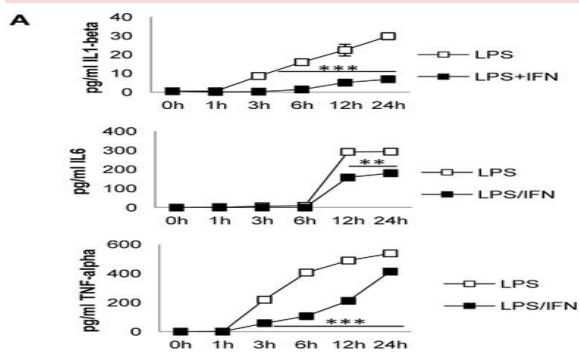 A
pg/ml IL1-beta
40
30
20
10
0
***
0h 1h 3h 6h 12h 24h
LPS
LPS+IFN
pg/ml IL6
400
300
200
100
0
**
0h 1h 3h 6h 12h 24h
LPS
LPS/IFN
pg/ml TNF-alpha
600
400
200
0
***
0h 1h 3h 6h 12h 24h
LPS
LPS/IFN